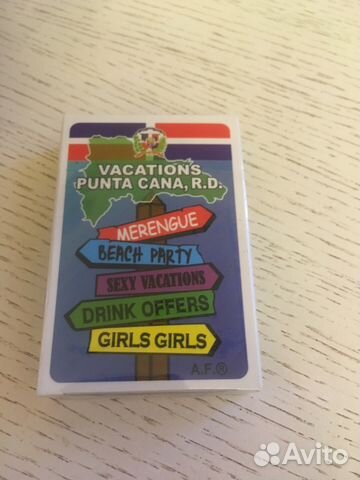 VACATIONS
PUNTA CANA, R.D.
MERENGUE
BEACH PARTY
SEXY VACATIONS
DRINK OFFERS
GIRLS GIRLS
A.F.®
Avito